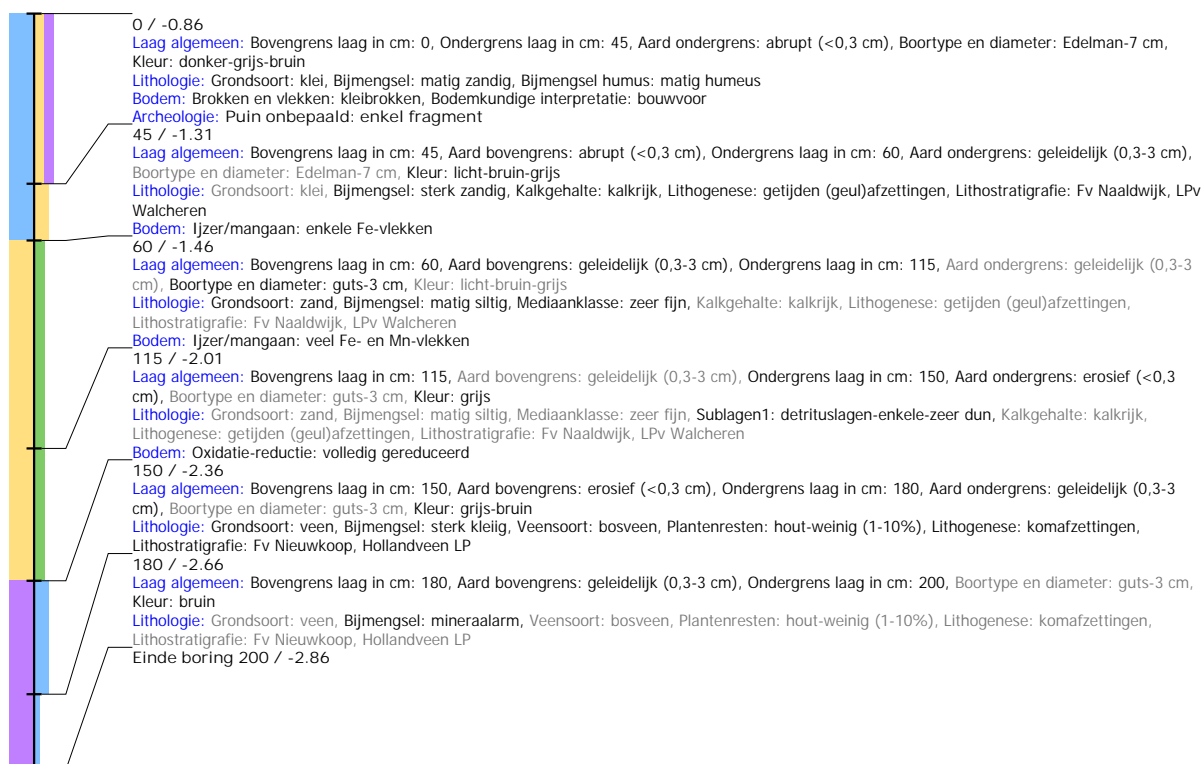 0 / -0.86
Laag algemeen: Bovengrens laag in cm: 0, Ondergrens laag in cm: 45, Aard ondergrens: abrupt (<0,3 cm), Boortype en diameter: Edelman-7 cm,
Kleur: donker-grijs-bruin
Lithologie: Grondsoort: klei, Bijmengsel: matig zandig, Bijmengsel humus: matig humeus
Bodem: Brokken en vlekken: kleibrokken, Bodemkundige interpretatie: bouwvoor
Archeologie: Puin onbepaald: enkel fragment
45 / -1.31
Laag algemeen: Bovengrens laag in cm: 45, Aard bovengrens: abrupt (<0,3 cm), Ondergrens laag in cm: 60, Aard ondergrens: geleidelijk (0,3-3 cm),
Boortype en diameter: Edelman-7 cm, Kleur: licht-bruin-grijs
Lithologie: Grondsoort: klei, Bijmengsel: sterk zandig, Kalkgehalte: kalkrijk, Lithogenese: getijden (geul)afzettingen, Lithostratigrafie: Fv Naaldwijk, LPv
Walcheren
Bodem: Ijzer/mangaan: enkele Fe-vlekken
60 / -1.46
Laag algemeen: Bovengrens laag in cm: 60, Aard bovengrens: geleidelijk (0,3-3 cm), Ondergrens laag in cm: 115, Aard ondergrens: geleidelijk (0,3-3
cm), Boortype en diameter: guts-3 cm, Kleur: licht-bruin-grijs
Lithologie: Grondsoort: zand, Bijmengsel: matig siltig, Mediaanklasse: zeer fijn, Kalkgehalte: kalkrijk, Lithogenese: getijden (geul)afzettingen,
Lithostratigrafie: Fv Naaldwijk, LPv Walcheren
Bodem: Ijzer/mangaan: veel Fe- en Mn-vlekken
115 / -2.01
Laag algemeen: Bovengrens laag in cm: 115, Aard bovengrens: geleidelijk (0,3-3 cm), Ondergrens laag in cm: 150, Aard ondergrens: erosief (<0,3
cm), Boortype en diameter: guts-3 cm, Kleur: grijs
Lithologie: Grondsoort: zand, Bijmengsel: matig siltig, Mediaanklasse: zeer fijn, Sublagen1: detrituslagen-enkele-zeer dun, Kalkgehalte: kalkrijk,
Lithogenese: getijden (geul)afzettingen, Lithostratigrafie: Fv Naaldwijk, LPv Walcheren
Bodem: Oxidatie-reductie: volledig gereduceerd
150 / -2.36
Laag algemeen: Bovengrens laag in cm: 150, Aard bovengrens: erosief (<0,3 cm), Ondergrens laag in cm: 180, Aard ondergrens: geleidelijk (0,3-3
cm), Boortype en diameter: guts-3 cm, Kleur: grijs-bruin
Lithologie: Grondsoort: veen, Bijmengsel: sterk kleiig, Veensoort: bosveen, Plantenresten: hout-weinig (1-10%), Lithogenese: komafzettingen,
Lithostratigrafie: Fv Nieuwkoop, Hollandveen LP
180 / -2.66
Laag algemeen: Bovengrens laag in cm: 180, Aard bovengrens: geleidelijk (0,3-3 cm), Ondergrens laag in cm: 200, Boortype en diameter: guts-3 cm,
Kleur: bruin
Lithologie: Grondsoort: veen, Bijmengsel: mineraalarm, Veensoort: bosveen, Plantenresten: hout-weinig (1-10%), Lithogenese: komafzettingen,
Lithostratigrafie: Fv Nieuwkoop, Hollandveen LP
Einde boring 200 / -2.86